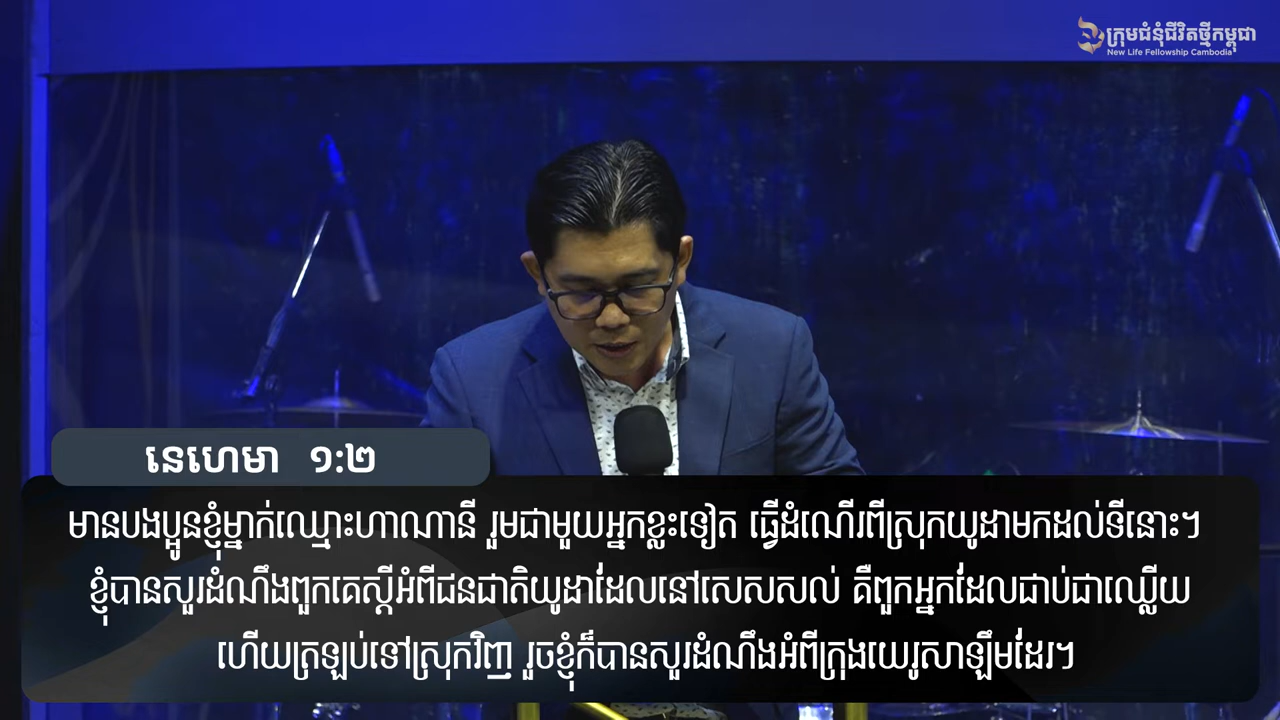 ក្រុមជំនុំជីវិតថ្មីកម្ពុជា
New Life Fellowship Cambodia
នេហេមា ១:២
មានបងប្អូនខ្ញុំម្នាក់ឈ្មោះហាណានី រួមជាមួយអ្នកខ្លះទៀត ធ្វើដំណើរពីស្រុកយូដាមកដល់ទីនោះ។
ខ្ញុំបានសួរដំណឹងពួកគេស្ដីអំពីជនជាតិយូដាដែលនៅសេសសល់ គឺពួកអ្នកដែលជាប់ជាឈ្លើយ
ហើយត្រឡប់ទៅស្រុកវិញ រួចខ្ញុំក៏បានសួរដំណឹងអំពីក្រុងយេរូសាឡឹមដែរ។